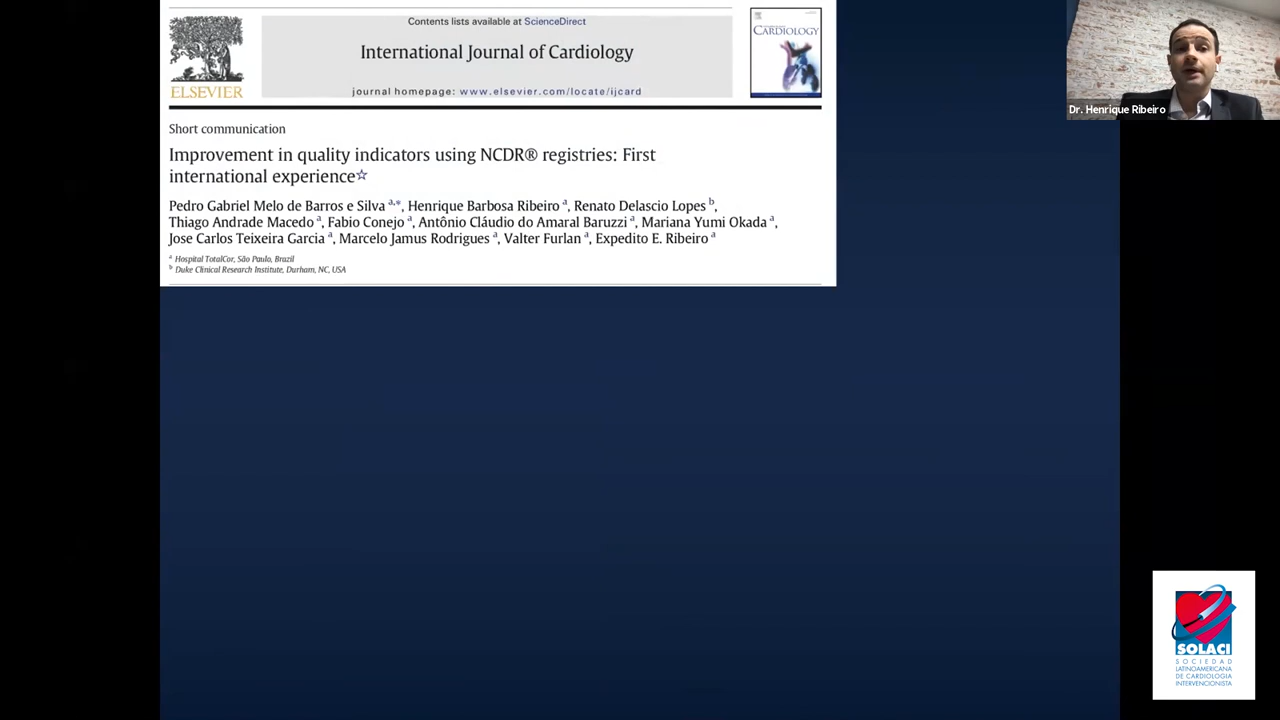 Contents lists available at ScienceDirect
International Journal of Cardiology
journal homepage: www.elsevier.com/locate/ijcard
ELSEVIER
CARDIOLOGY
Dr. Henrique Ribeiro
Short communication
Improvement in quality indicators using NCDR® registries: First
international experience☆
Pedro Gabriel Melo de Barros e Silva a,*, Henrique Barbosa Ribeiro a, Renato Delascio Lopes b,
Thiago Andrade Macedo a, Fabio Conejo a, Antônio Cláudio do Amaral Baruzzi a, Mariana Yumi Okada a,
Jose Carlos Teixeira Garcia a, Marcelo Jamus Rodrigues a, Valter Furlan a, Expedito E. Ribeiro a
a Hospital TotalCor, São Paulo, Brazil
b Duke Clinical Research Institute, Durham, NC, USA
SOLACI
SOCIEDAD
LATINOAMERICANA
DE CARDIOLOGIA
INTERVENCIONISTA